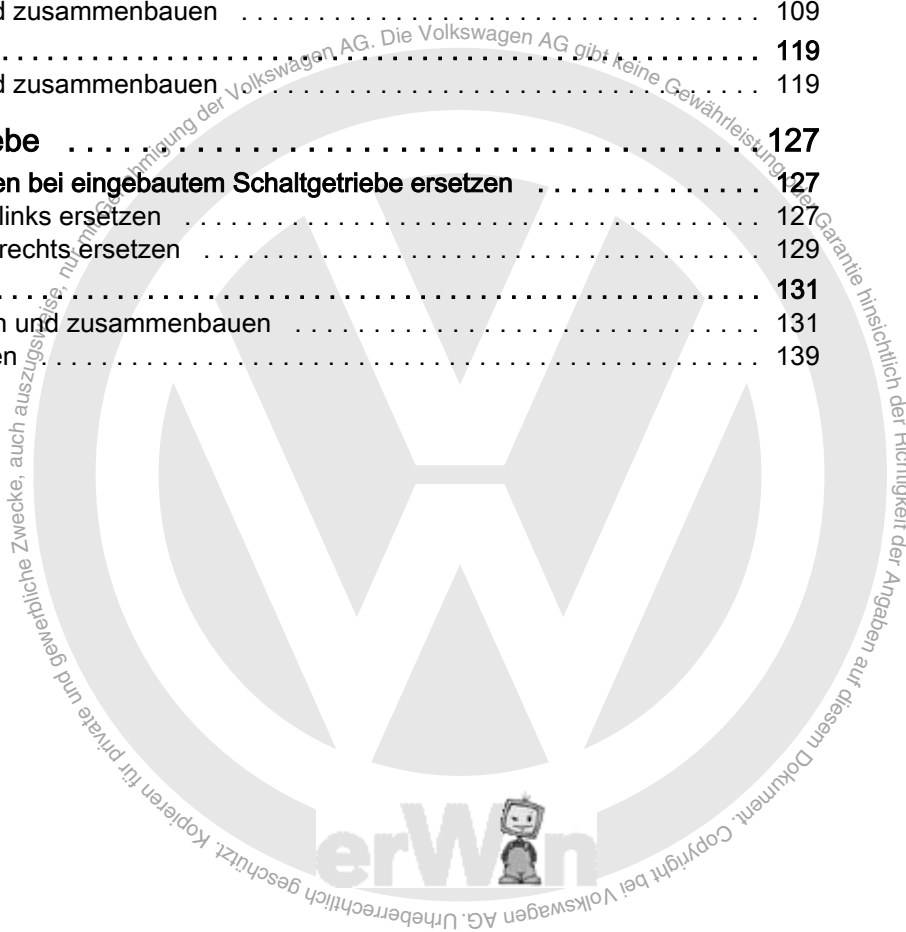 d zusammenbauen . . . . . . . . . . . . . . . . . . . . . . . . . . . . . . . . . . . 109
. . . . . . . . . . . . . . . . . . . . . . . . . . . . . . . . . . . . . . . . . . . . . . . . . 119
d zusammenbauen . . . . . . . . . . . . . . . . . . . . . . . . . . . . . . . . . . . 119
ebe . . . . . . . . . . . . . . . . . . . . . . . . . . . . . . . . . . . . 127
en bei eingebautem Schaltgetriebe ersetzen . . . . . . . . . . . . . . 127
links ersetzen . . . . . . . . . . . . . . . . . . . . . . . . . . . . . . . . . . . . . . . 127
rechts ersetzen . . . . . . . . . . . . . . . . . . . . . . . . . . . . . . . . . . . . . . 129
. . . . . . . . . . . . . . . . . . . . . . . . . . . . . . . . . . . . . . . . . . . . . . . . . 131
n und zusammenbauen . . . . . . . . . . . . . . . . . . . . . . . . . . . . . . . 131
en . . . . . . . . . . . . . . . . . . . . . . . . . . . . . . . . . . . . . . . . . . . . . . . . 139
Urheberrechtlich geschützt. Kopieren für private und gewerbliche Zwecke, auch auszugsweise, nur mit Genehmigung der Volkswagen AG. Die Volkswagen AG gibt keine Gewährleistung oder Garantie hinsichtlich der Richtigkeit der Angaben auf diesem Dokument. Copyright bei Volkswagen AG.
erWin